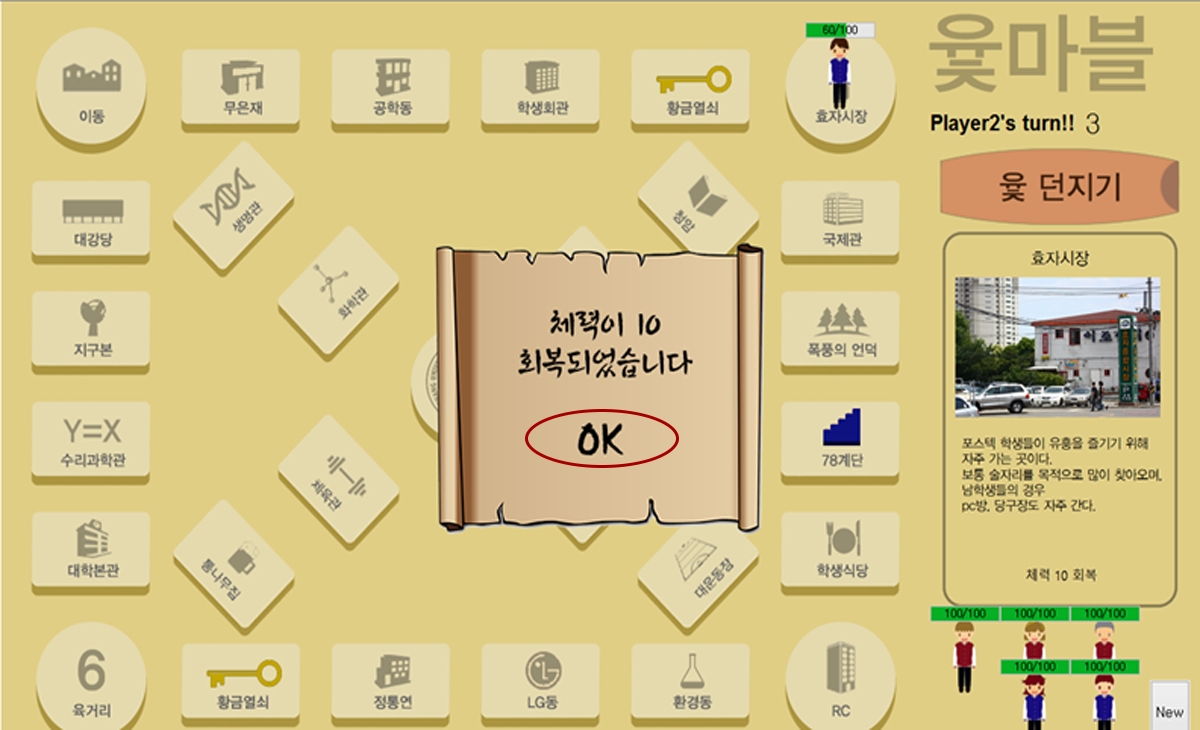 60/100
이동
무은재
공학동
학생회관
황금열쇠
효자시장
윷마블
Player2's turn!! 3
윷 던지기
대강당
생명관
청암
국제관
효자시장
화학관
지구본
폭풍의 언덕
체력이 10
회복되었습니다
OK
Y=X
수리과학관
체육관
78계단
포스텍 학생들이 유흥을 즐기기 위해
자주 가는 곳이다.
보통 술자리를 목적으로 많이 찾아오며,
남학생들의 경우
pc방, 당구장도 자주 간다.
체력 10 회복
대학본관
통나무집
대운동장
학생식당
100/100
100/100
100/100
100/100
100/100
6
육거리
황금열쇠
정통연
LG동
환경동
RC
New